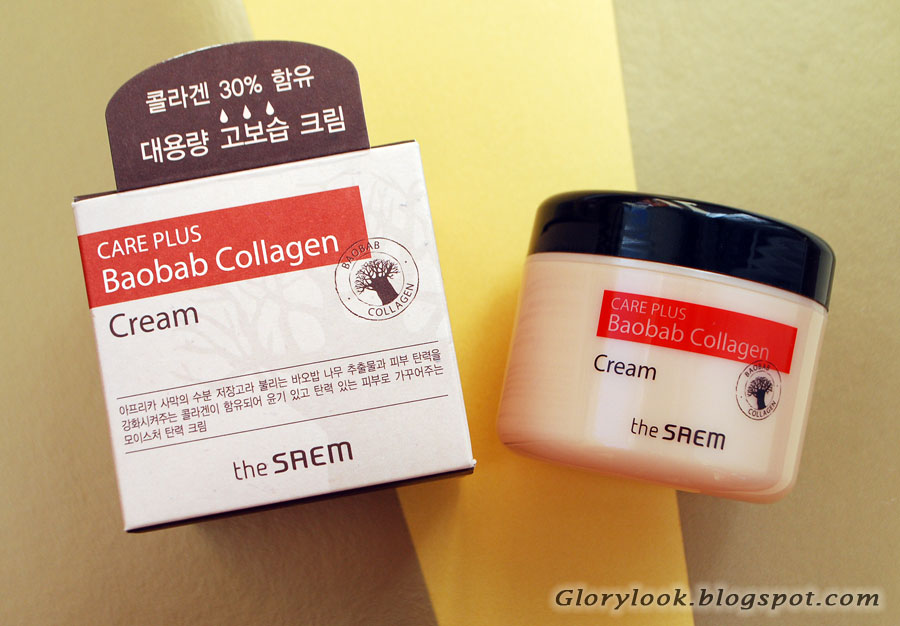 콜라겐 30% 함유
대용량 고보습 크림
CARE PLUS
Baobab Collagen
BAOBAB
COLLAGEN
Cream
아프리카 사막의 수분 저장고라 불리는 바오밥 나무 추출물과 피부 탄력을
강화시켜주는 콜라겐이 함유되어 윤기 있고 탄력 있는 피부로 가꾸어주는
모이스처 탄력 크림
the SAEM
CARE PLUS
Baobab Collagen
Cream
BAOBAB
COLLAGEN
the SAEM
Glorylook.blogspot.com